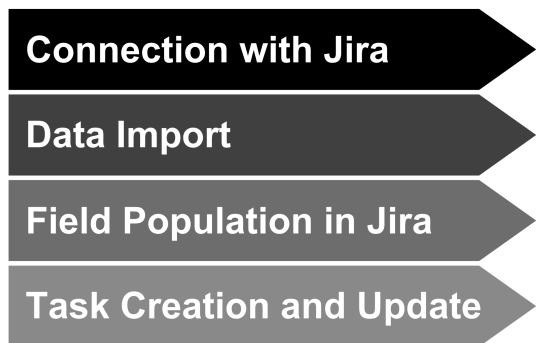 Connection with Jira
Data Import
Field Population in Jira
Task Creation and Update